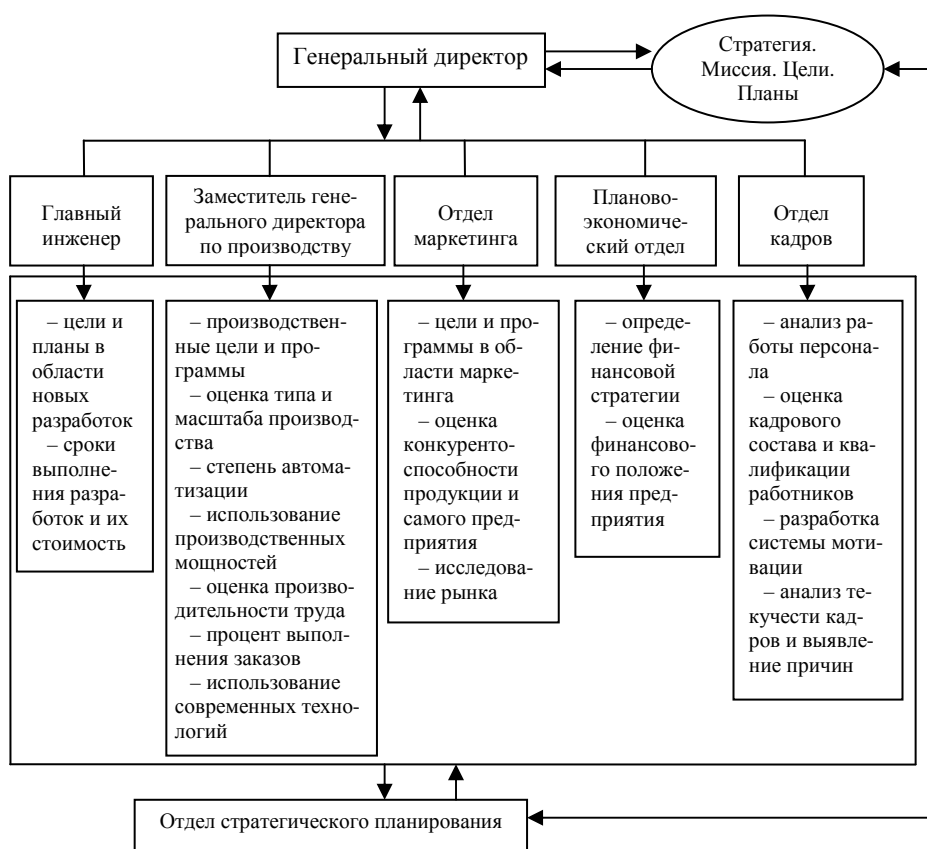 Генеральный директор
Стратегия.
Миссия. Цели.
Планы
Главный
инженер
Заместитель гене-
рального директора
по производству
Отдел
маркетинга
Планово-
экономический
отдел
Отдел
кадров
– цели и
планы в
области
новых
разработок
– сроки
выполне-
ния разра-
боток и их
стоимость
– производствен-
ные цели и про-
граммы
– оценка типа и
масштаба производ-
ства
– степень автома-
тизации
– использование
производственных
мощностей
– оценка произво-
дительности труда
– процент выпол-
нения заказов
– использование
современных техно-
логий
– цели и про-
граммы в об-
ласти марке-
тинга
– оценка
конкуренто-
способности
продукции и
самого пред-
приятия
– исследова-
ние рынка
– опреде-
ление фи-
нансовой
стратегии
– оценка
финансово-
го поло-
жения пред-
приятия
– анализ ра-
боты персона-
ла
– оценка
кадрового
состава и ква-
лификации
работников
– разработка
системы моти-
вации
– анализ те-
кучести кад-
ров и выявле-
ние причин
Отдел стратегического планирования